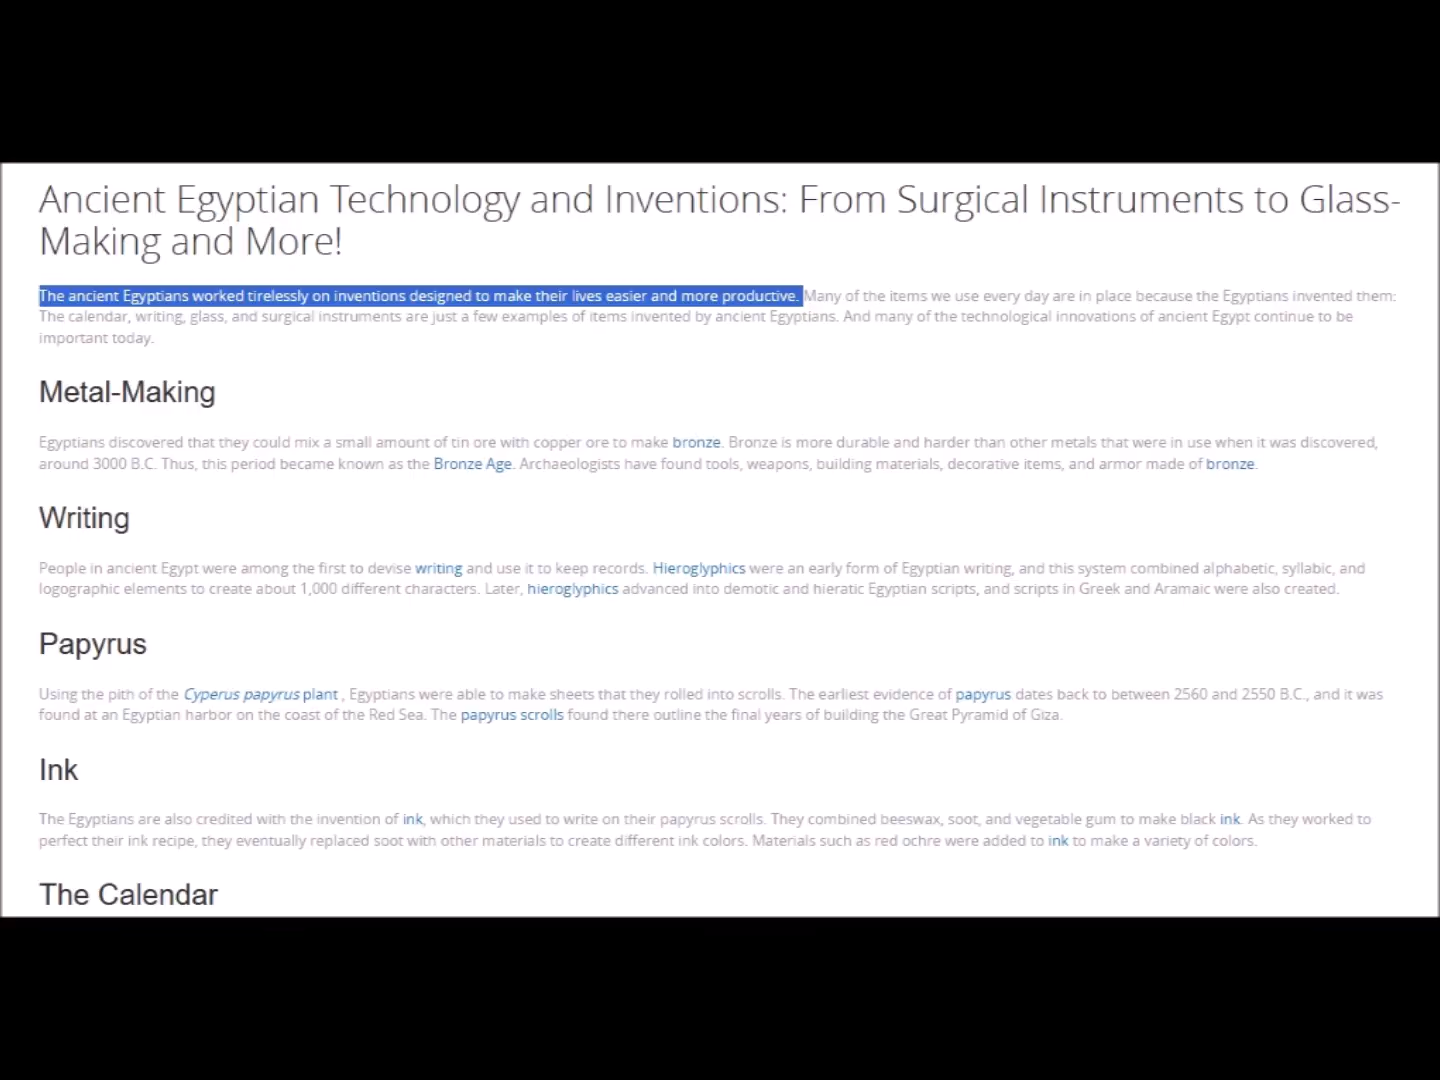 Ancient Egyptian Technology and Inventions: From Surgical Instruments to Glass-
Making and More!
The ancient Egyptians worked tirelessly on inventions designed to make their lives easier and more productive. Many of the items we use every day are in place because the Egyptians invented them:
The calendar, writing, glass, and surgical instruments are just a few examples of items invented by ancient Egyptians. And many of the technological innovations of ancient Egypt continue to be
important today.
Metal-Making
Egyptians discovered that they could mix a small amount of tin ore with copper ore to make bronze. Bronze is more durable and harder than other metals that were in use when it was discovered,
around 3000 B.C. Thus, this period became known as the Bronze Age. Archaeologists have found tools, weapons, building materials, decorative items, and armor made of bronze.
Writing
People in ancient Egypt were among the first to devise writing and use it to keep records. Hieroglyphics were an early form of Egyptian writing, and this system combined alphabetic, syllabic, and
logographic elements to create about 1,000 different characters. Later, hieroglyphics advanced into demotic and hieratic Egyptian scripts, and scripts in Greek and Aramaic were also created.
Papyrus
Using the pith of the Cyperus papyrus plant , Egyptians were able to make sheets that they rolled into scrolls. The earliest evidence of papyrus dates back to between 2560 and 2550 B.C., and it was
found at an Egyptian harbor on the coast of the Red Sea. The papyrus scrolls found there outline the final years of building the Great Pyramid of Giza.
Ink
The Egyptians are also credited with the invention of ink, which they used to write on their papyrus scrolls. They combined beeswax, soot, and vegetable gum to make black ink. As they worked to
perfect their ink recipe, they eventually replaced soot with other materials to create different ink colors. Materials such as red ochre were added to ink to make a variety of colors.
The Calendar